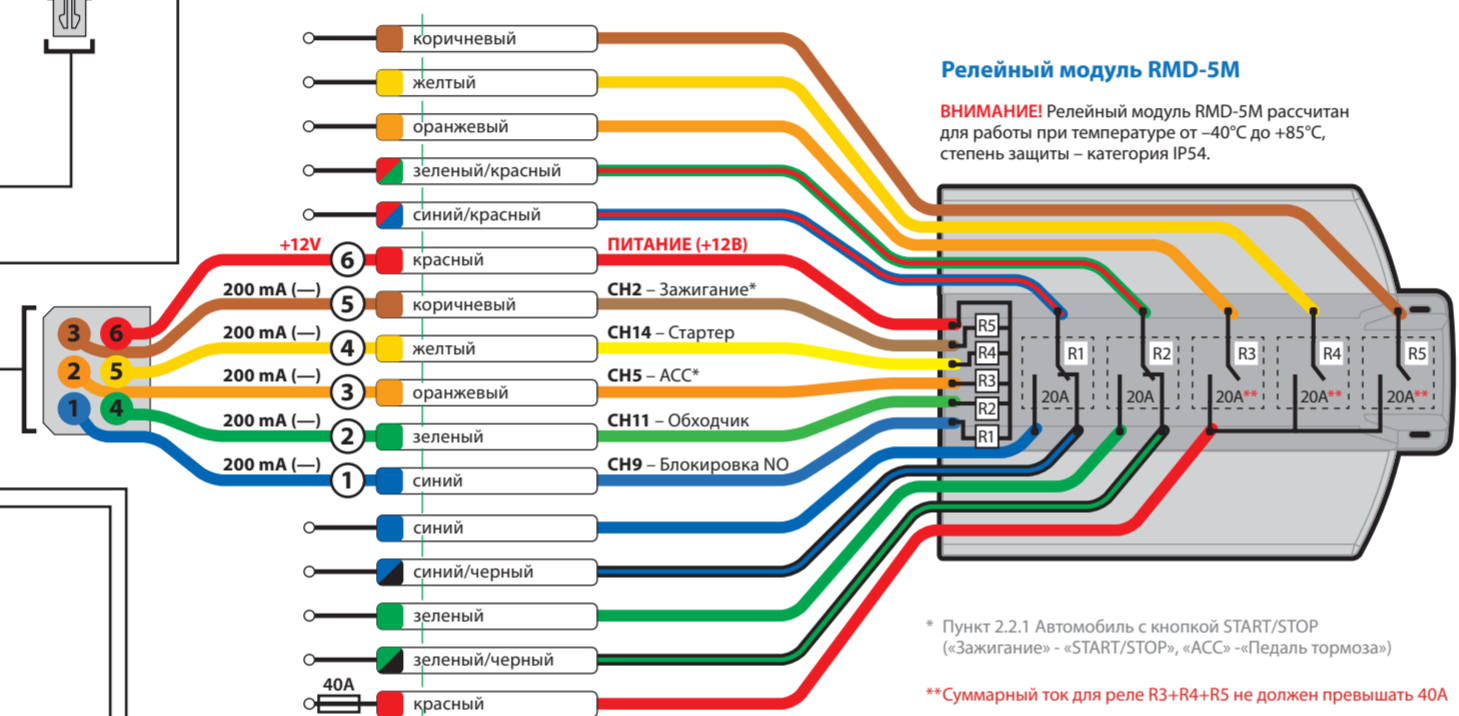 коричневый
желтый
оранжевый
зеленый/красный
синий/красный
+12V 6 красный ПИТАНИЕ (+12В)
200 mA (—) 5 коричневый CH2 – Зажигание*
200 mA (—) 4 желтый CH14 – Стартер
200 mA (—) 3 оранжевый CH5 – ACC*
200 mA (—) 2 зеленый CH11 – Обходчик
200 mA (—) 1 синий CH9 – Блокировка NO
3 6
2 5
1 4
синий
синий/черный
зеленый
зеленый/черный
40A
красный
Релейный модуль RMD-5M
ВНИМАНИЕ! Релейный модуль RMD-5M рассчитан
для работы при температуре от –40°C до +85°C,
степень защиты – категория IP54.
R5
R4
R3
R2
R1
R1 R2 R3 R4 R5
20A 20A 20A** 20A** 20A**
* Пункт 2.2.1 Автомобиль с кнопкой START/STOP
(«Зажигание» - «START/STOP», «ACC» -«Педаль тормоза»)
**Суммарный ток для реле R3+R4+R5 не должен превышать 40A